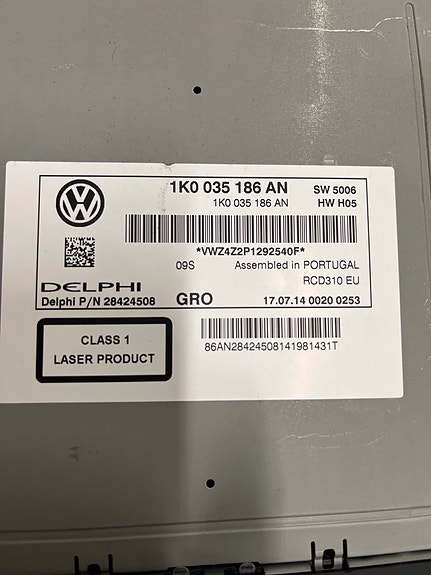 1K0 035 186 AN SW 5006
1K0 035 186 AN HW H05
*VWZ4Z2P1292540F*
09S Assembled in PORTUGAL
RCD310 EU
DELPHI
Delphi P/N 28424508 GRO 17.07.14 0020 0253
CLASS 1
LASER PRODUCT
86AN28424508141981431T